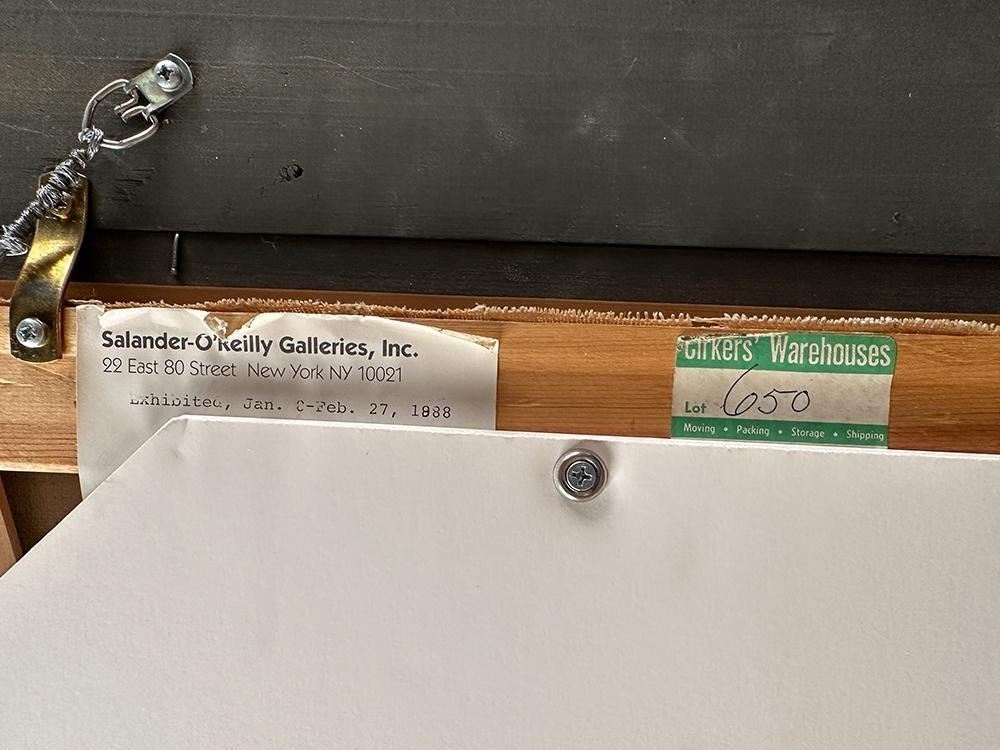 Salander-O'Reilly Galleries, Inc.
22 East 80 Street New York NY 10021
Exhibited, Jan. -Feb. 27, 1988
Cirkers' Warehouses
Lot 650
Moving • Packing • Storage • Shipping